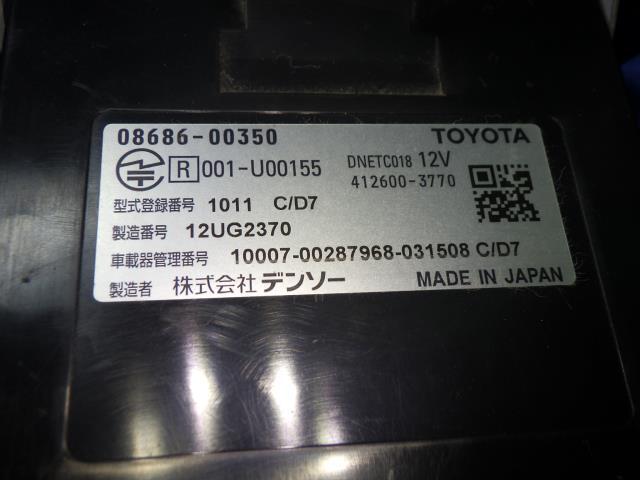 08686-00350 TOYOTA
R 001-U00155 DNETC018 12V
412600-3770
型式登録番号 1011 C/D7
製造番号 12UG2370
車載器管理番号 10007-00287968-031508 C/D7
製造者 株式会社デンソー MADE IN JAPAN